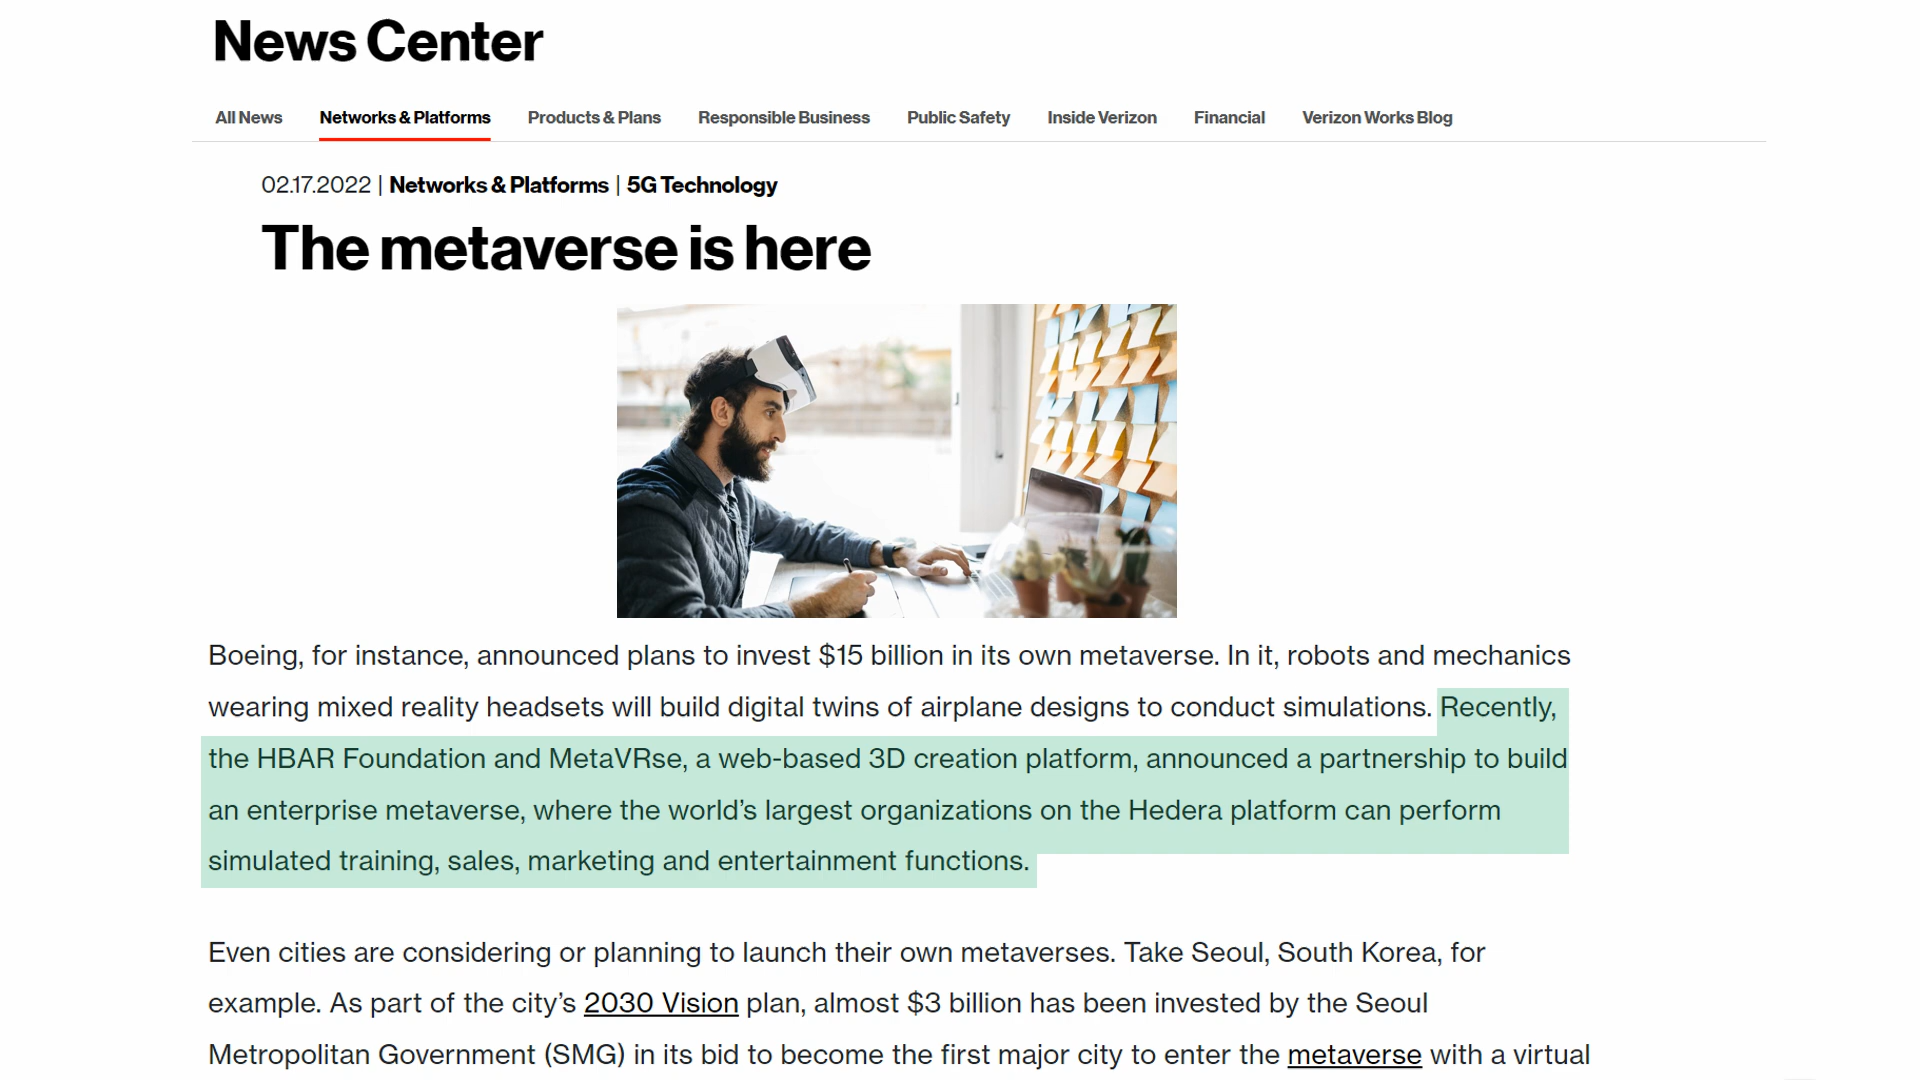 News Center
All News Networks & Platforms Products & Plans Responsible Business Public Safety Inside Verizon Financial Verizon Works Blog
02.17.2022 | Networks & Platforms | 5G Technology
The metaverse is here
Boeing, for instance, announced plans to invest $15 billion in its own metaverse. In it, robots and mechanics
wearing mixed reality headsets will build digital twins of airplane designs to conduct simulations. Recently,
the HBAR Foundation and MetaVRse, a web-based 3D creation platform, announced a partnership to build
an enterprise metaverse, where the world’s largest organizations on the Hedera platform can perform
simulated training, sales, marketing and entertainment functions.
Even cities are considering or planning to launch their own metaverses. Take Seoul, South Korea, for
example. As part of the city’s 2030 Vision plan, almost $3 billion has been invested by the Seoul
Metropolitan Government (SMG) in its bid to become the first major city to enter the metaverse with a virtual